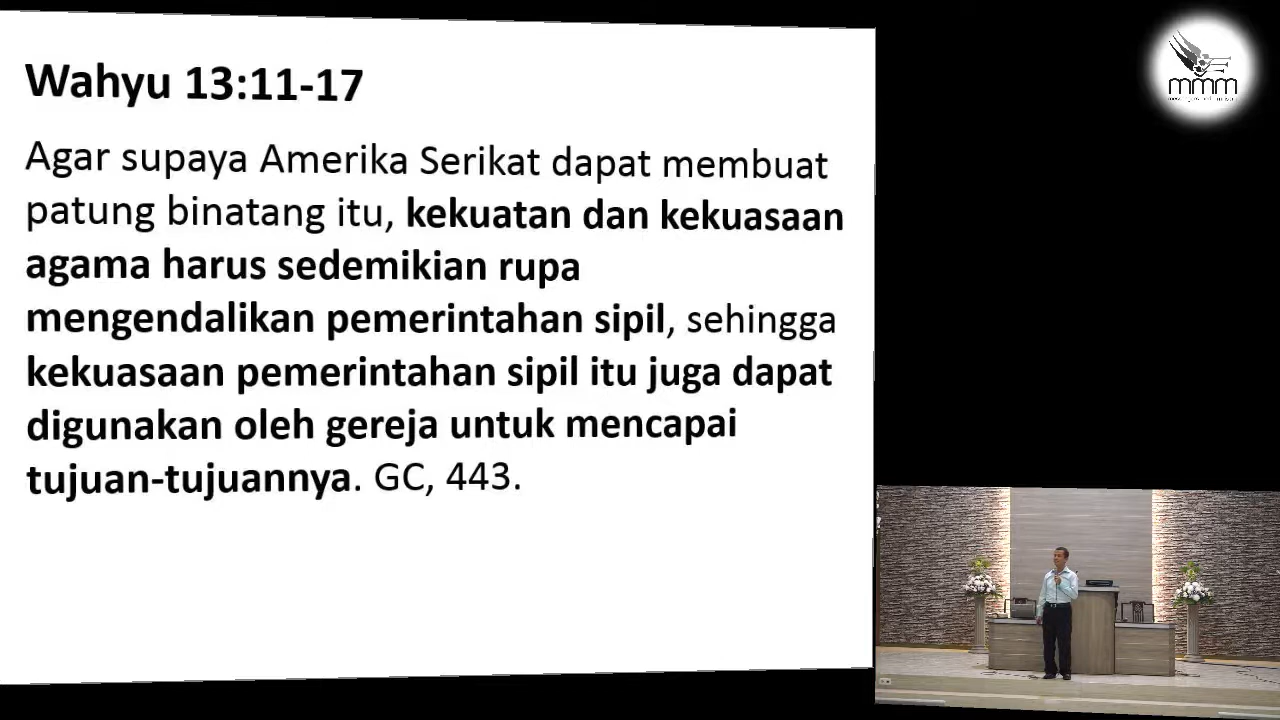 Wahyu 13:11-17
Agar supaya Amerika Serikat dapat membuat
patung binatang itu, kekuatan dan kekuasaan
agama harus sedemikian rupa
mengendalikan pemerintahan sipil, sehingga
kekuasaan pemerintahan sipil itu juga dapat
digunakan oleh gereja untuk mencapai
tujuan-tujuannya. GC, 443.
mmm